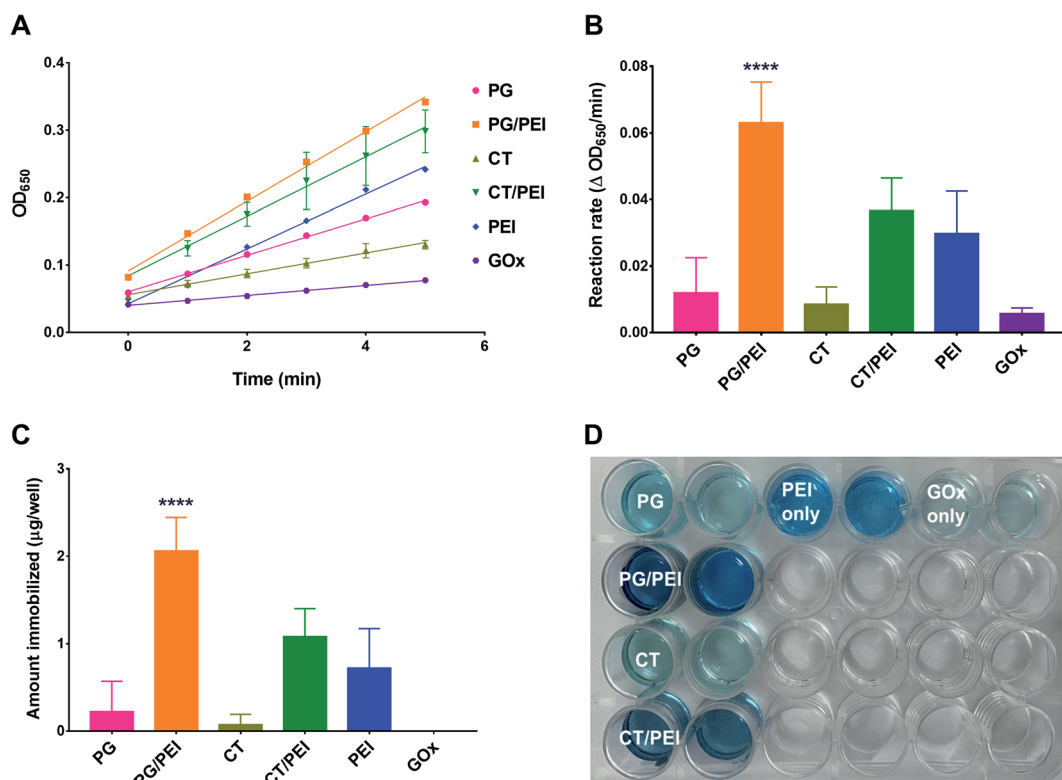 A
OD650
0.4
0.3
0.2
0.1
0.0
0
2
4
6
Time (min)
PG
PG/PEI
CT
CT/PEI
PEI
GOx
B
Reaction rate (Δ OD650/min)
0.08
0.06
0.04
0.02
0.00
****
PG
PG/PEI
CT
CT/PEI
PEI
GOx
C
Amount immobilized (µg/well)
3
2
1
0
****
PG
PG/PEI
CT
CT/PEI
PEI
GOx
D
PG
PEI
only
GOx
only
PG/PEI
CT
CT/PEI